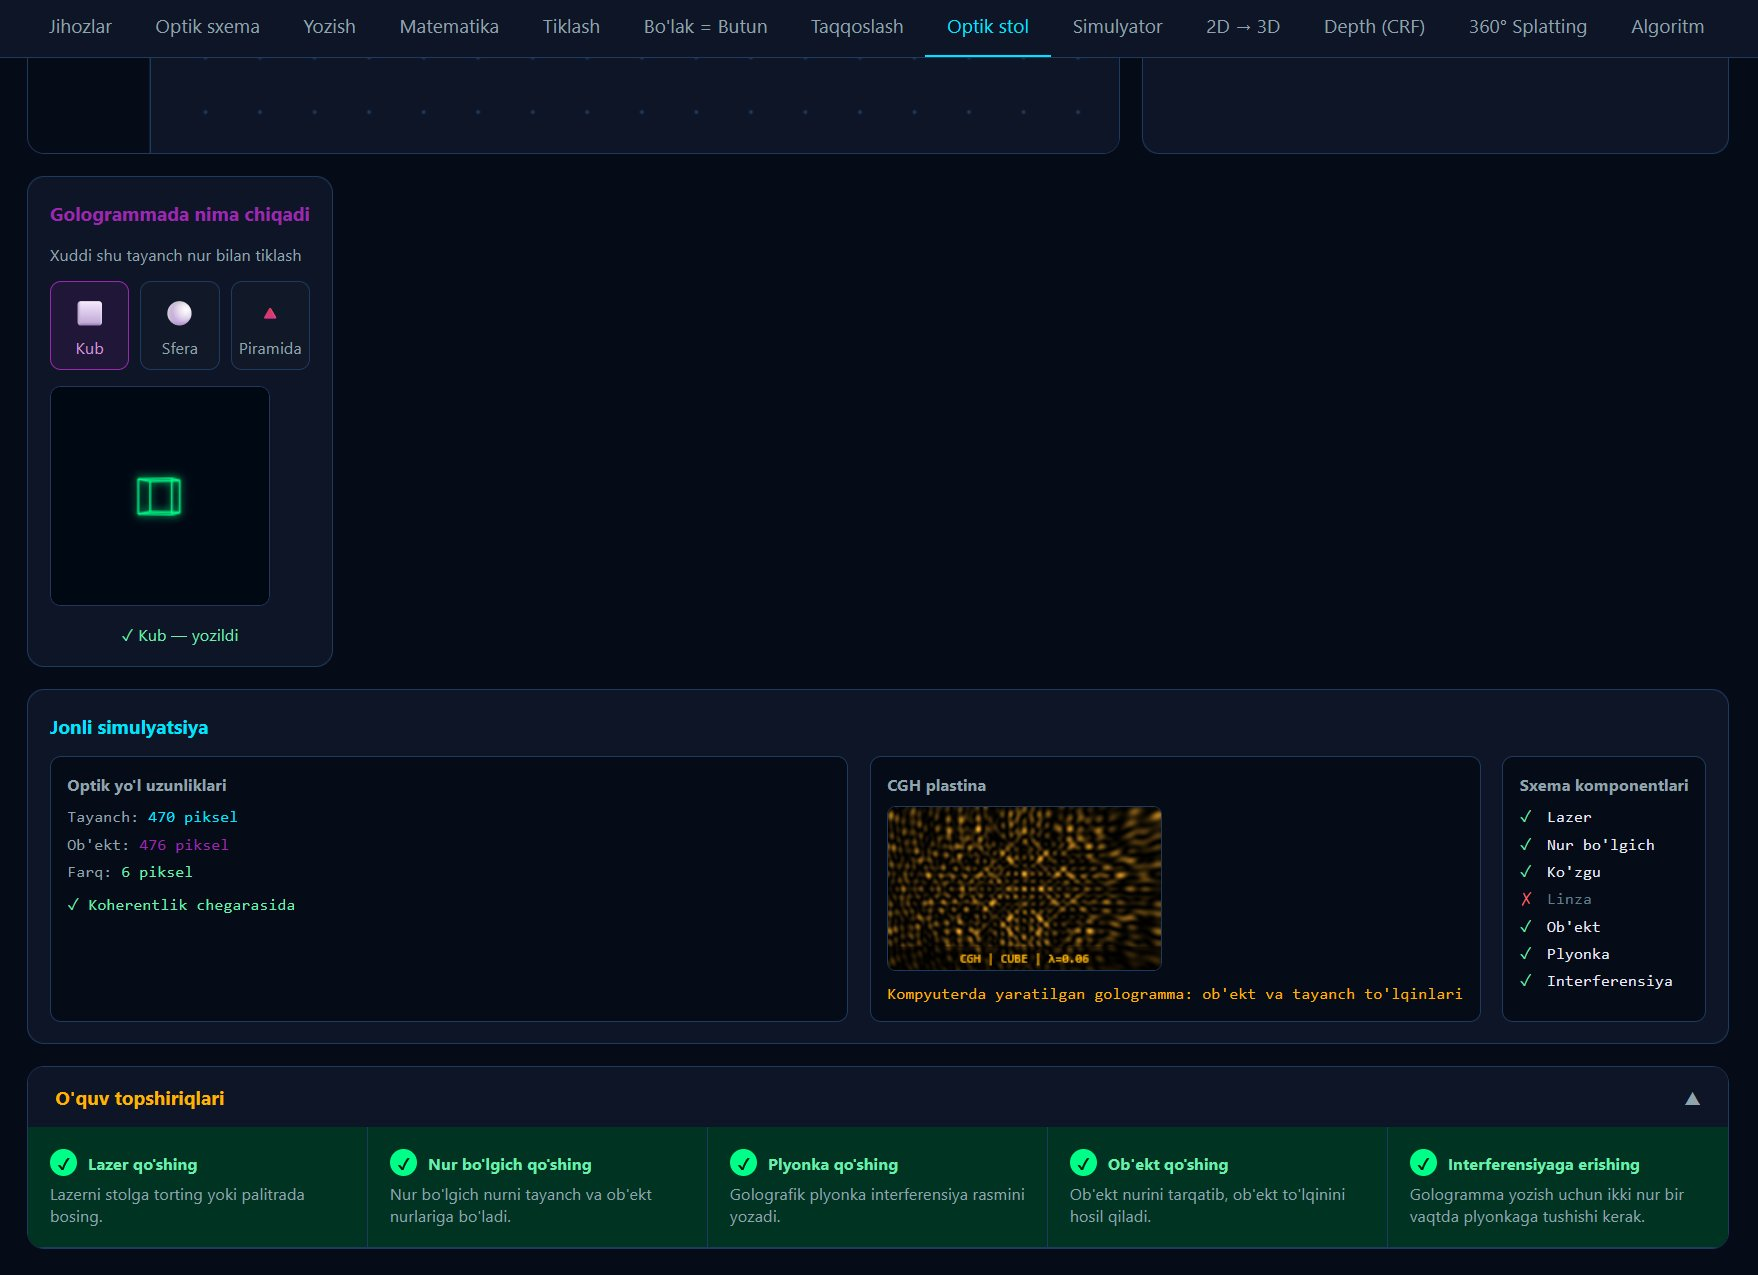 Jihozlar
Optik sxema
Yozish
Matematika
Tiklash
Bo'lak = Butun
Taqqoslash
Optik stol
Simulyator
2D → 3D
Depth (CRF)
360° Splatting
Algoritm
Gologrammada nima chiqadi
Xuddi shu tayanch nur bilan tiklash
Kub
Sfera
Piramida
✓ Kub — yozildi
Jonli simulyatsiya
Optik yo'l uzunliklari
Tayanch: 470 piksel
Ob'ekt: 476 piksel
Farq: 6 piksel
✓ Koherentlik chegarasida
CGH plastina
CGH | CUBE | λ=0.06
Kompyuterda yaratilgan gologramma: ob'ekt va tayanch to'lqinlari
Sxema komponentlari
✓ Lazer
✓ Nur bo'lgich
✓ Ko'zgu
✗ Linza
✓ Ob'ekt
✓ Plyonka
✓ Interferensiya
O'quv topshiriqlari
▲
✓ Lazer qo'shing
Lazerni stolga torting yoki palitrada
bosing.
✓ Nur bo'lgich qo'shing
Nur bo'lgich nurni tayanch va ob'ekt
nurlariga bo'ladi.
✓ Plyonka qo'shing
Golografik plyonka interferensiya rasmini
yozadi.
✓ Ob'ekt qo'shing
Ob'ekt nurini tarqatib, ob'ekt to'lqinini
hosil qiladi.
✓ Interferensiyaga erishing
Gologramma yozish uchun ikki nur bir
vaqtda plyonkaga tushishi kerak.